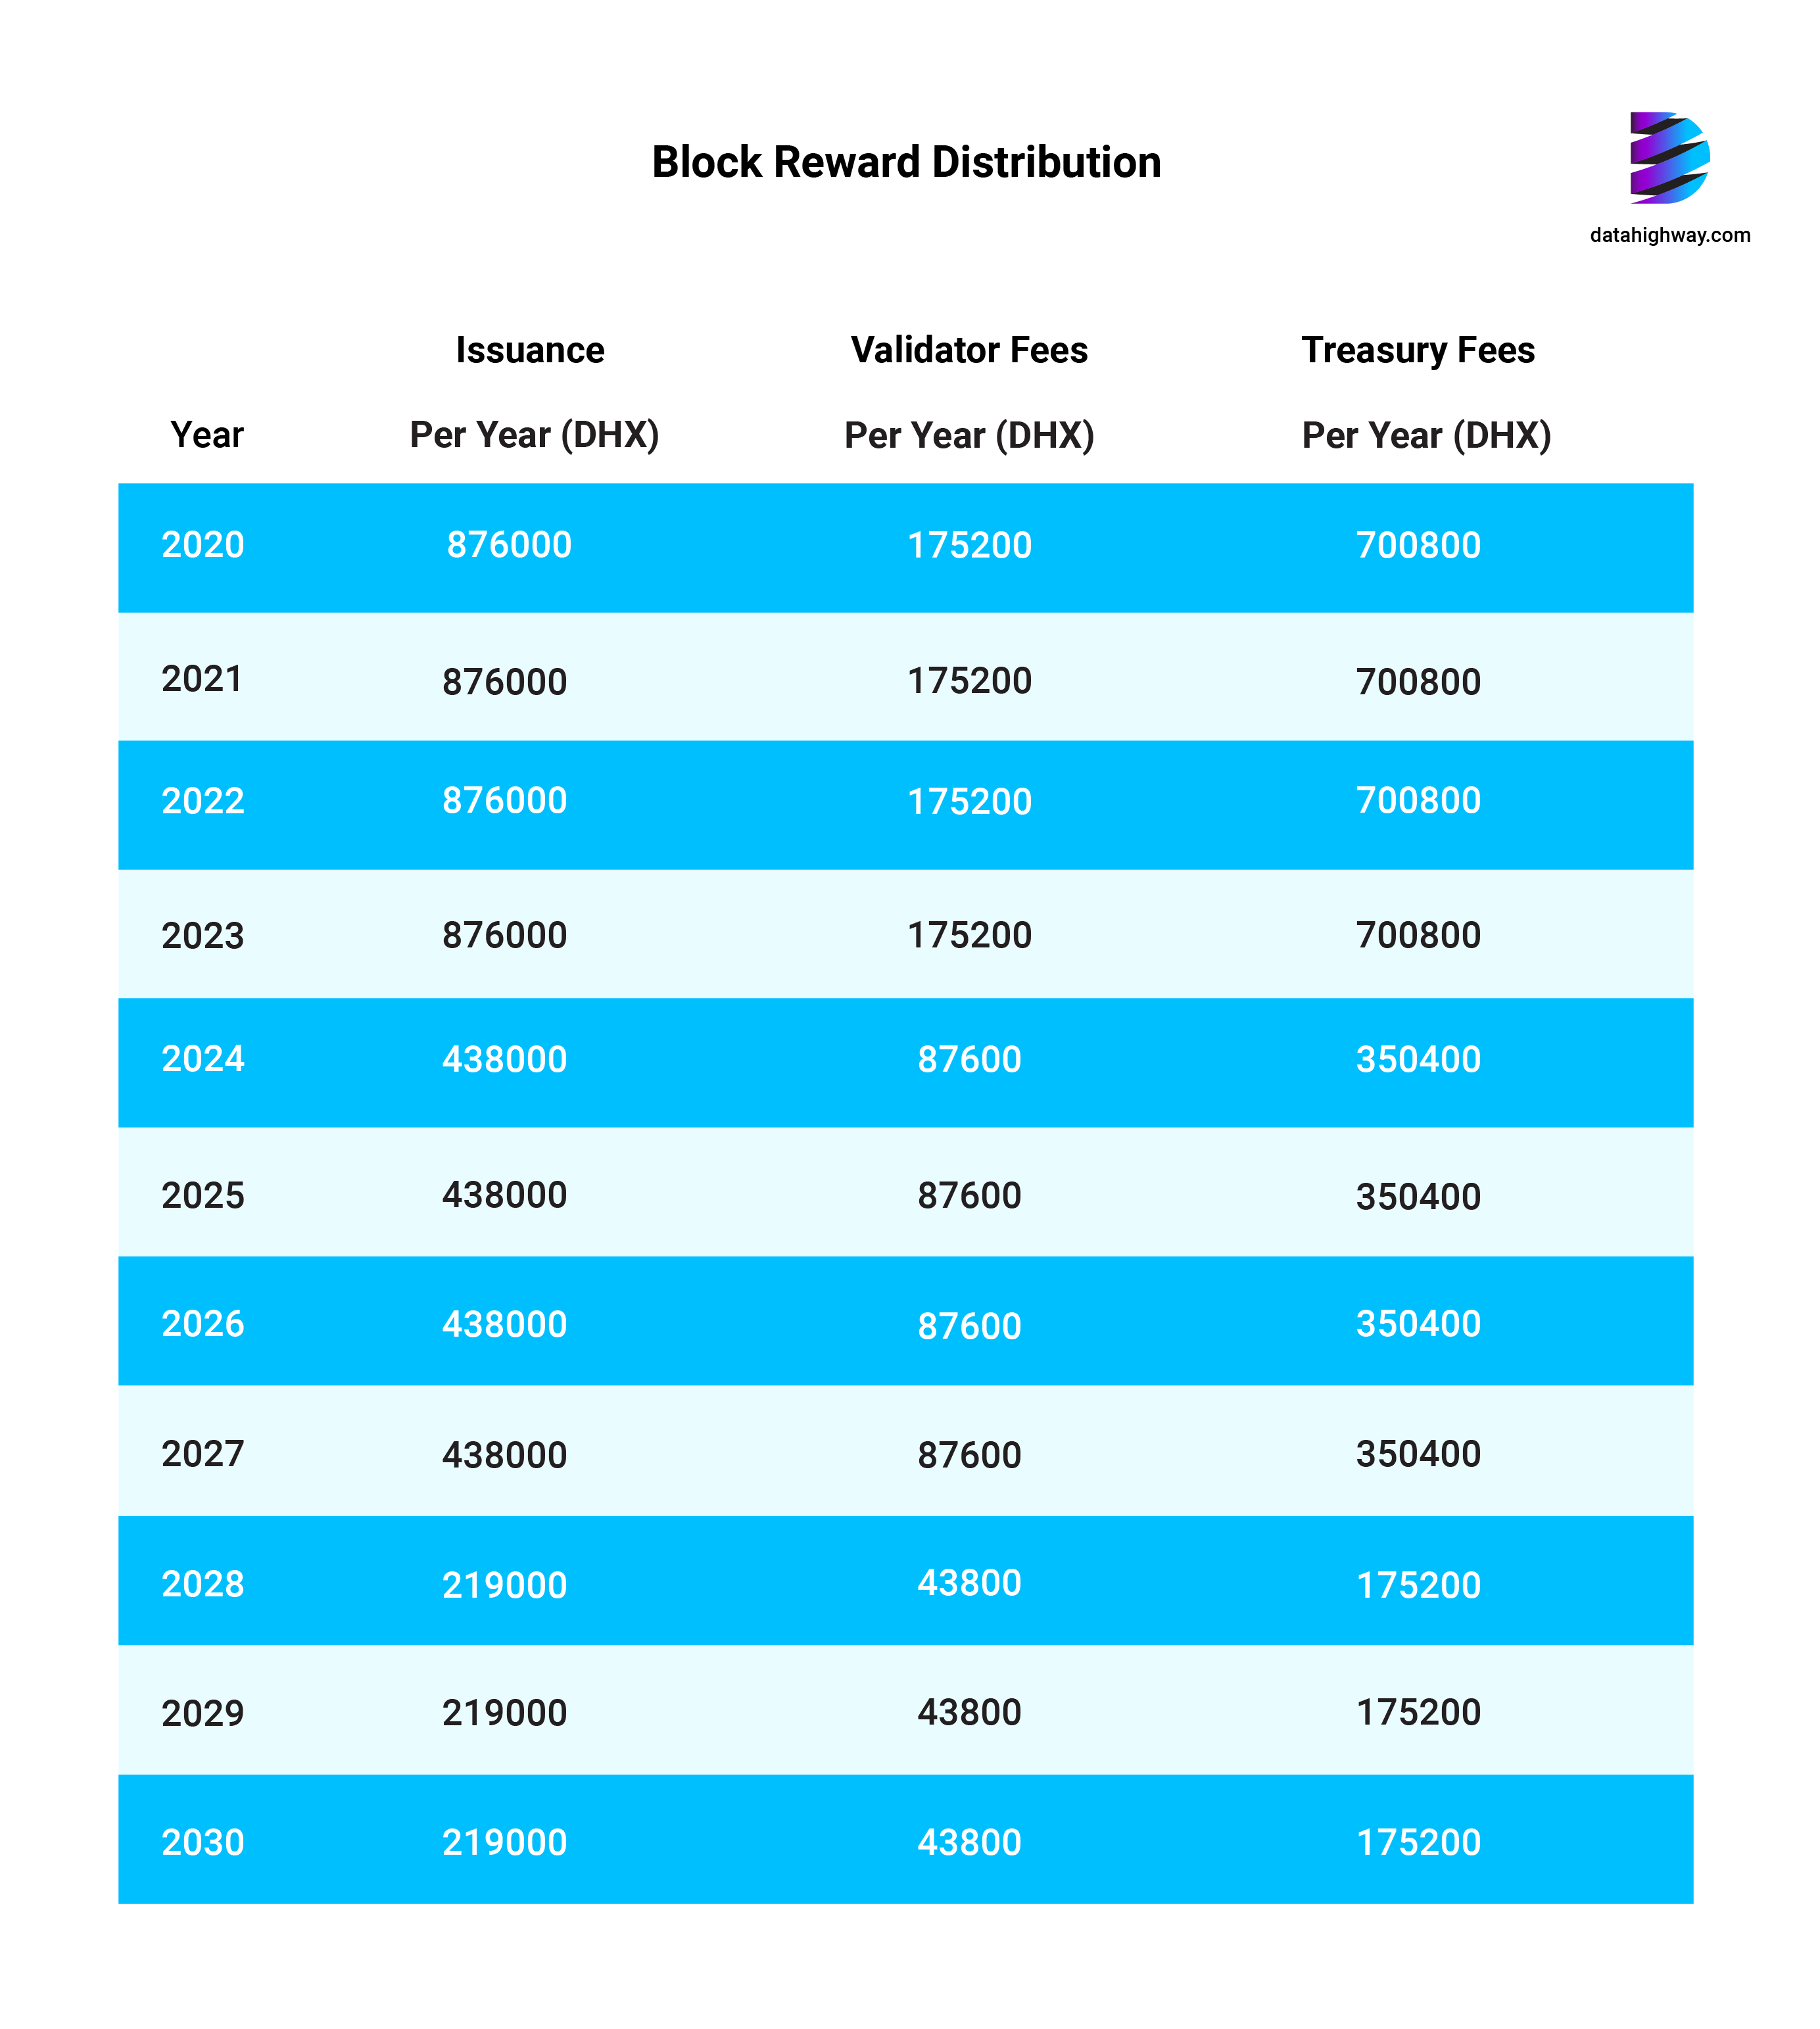 Block Reward Distribution
datahighway.com
Issuance Validator Fees Treasury Fees
Year Per Year (DHX) Per Year (DHX) Per Year (DHX)
2020 876000 175200 700800
2021 876000 175200 700800
2022 876000 175200 700800
2023 876000 175200 700800
2024 438000 87600 350400
2025 438000 87600 350400
2026 438000 87600 350400
2027 438000 87600 350400
2028 219000 43800 175200
2029 219000 43800 175200
2030 219000 43800 175200